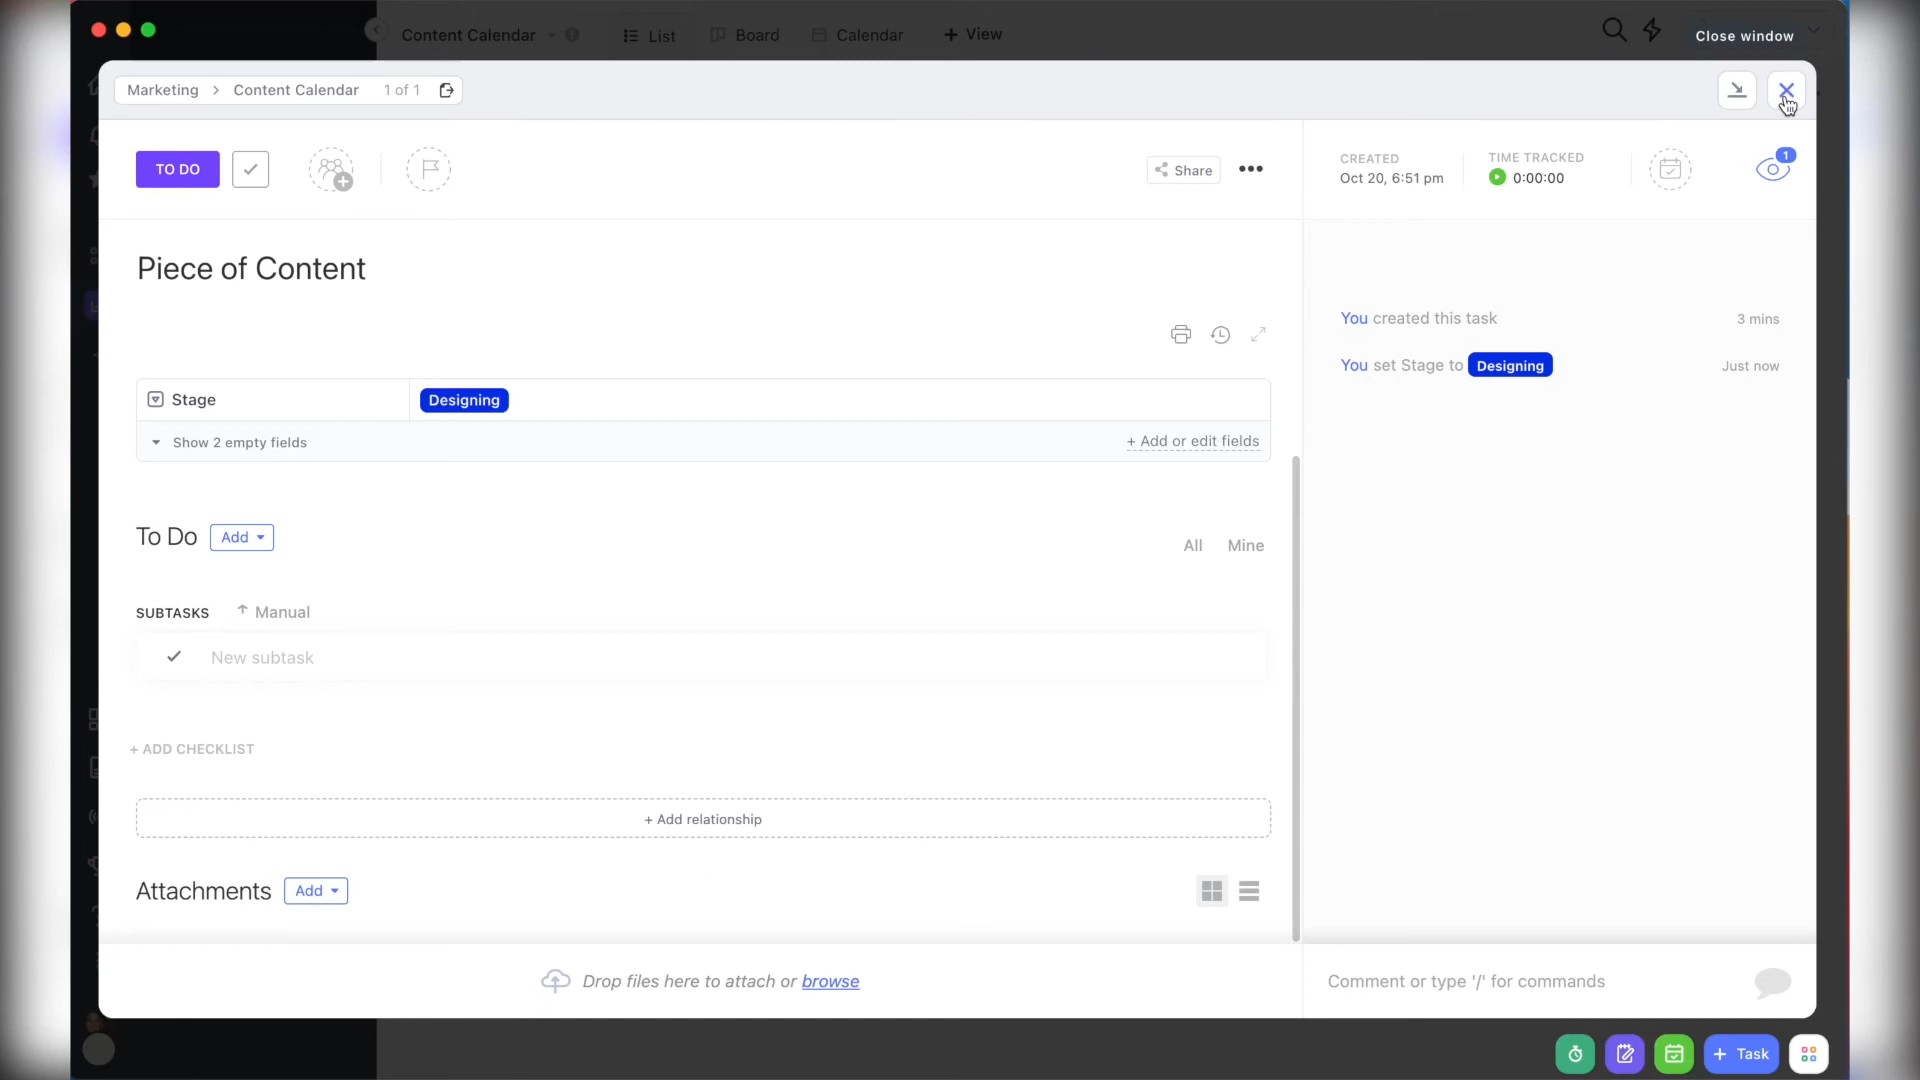 Content Calendar
List
Board
Calendar
+ View
Close window
Marketing > Content Calendar 1 of 1
TO DO
Share
CREATED
Oct 20, 6:51 pm
TIME TRACKED
0:00:00
1
Piece of Content
You created this task
3 mins
You set Stage to Designing
Just now
Stage
Designing
Show 2 empty fields
+ Add or edit fields
To Do
Add
All
Mine
SUBTASKS
Manual
New subtask
+ ADD CHECKLIST
+ Add relationship
Attachments
Add
Drop files here to attach or browse
Comment or type '/' for commands
+ Task